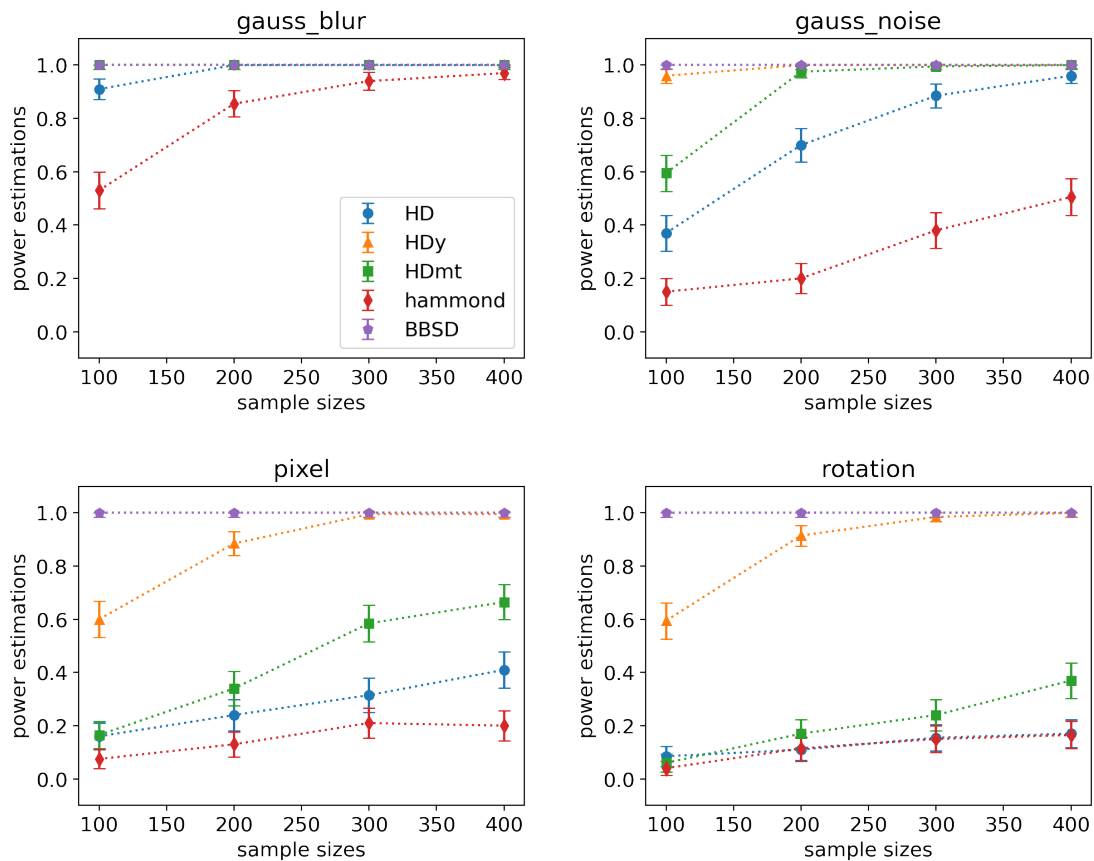 gauss_blur
power estimations
1.0
0.8
0.6
0.4
0.2
0.0
HD
HDy
HDmt
hammond
BBSD
100 150 200 250 300 350 400
sample sizes
gauss_noise
power estimations
1.0
0.8
0.6
0.4
0.2
0.0
100 150 200 250 300 350 400
sample sizes
pixel
power estimations
1.0
0.8
0.6
0.4
0.2
0.0
100 150 200 250 300 350 400
sample sizes
rotation
power estimations
1.0
0.8
0.6
0.4
0.2
0.0
100 150 200 250 300 350 400
sample sizes